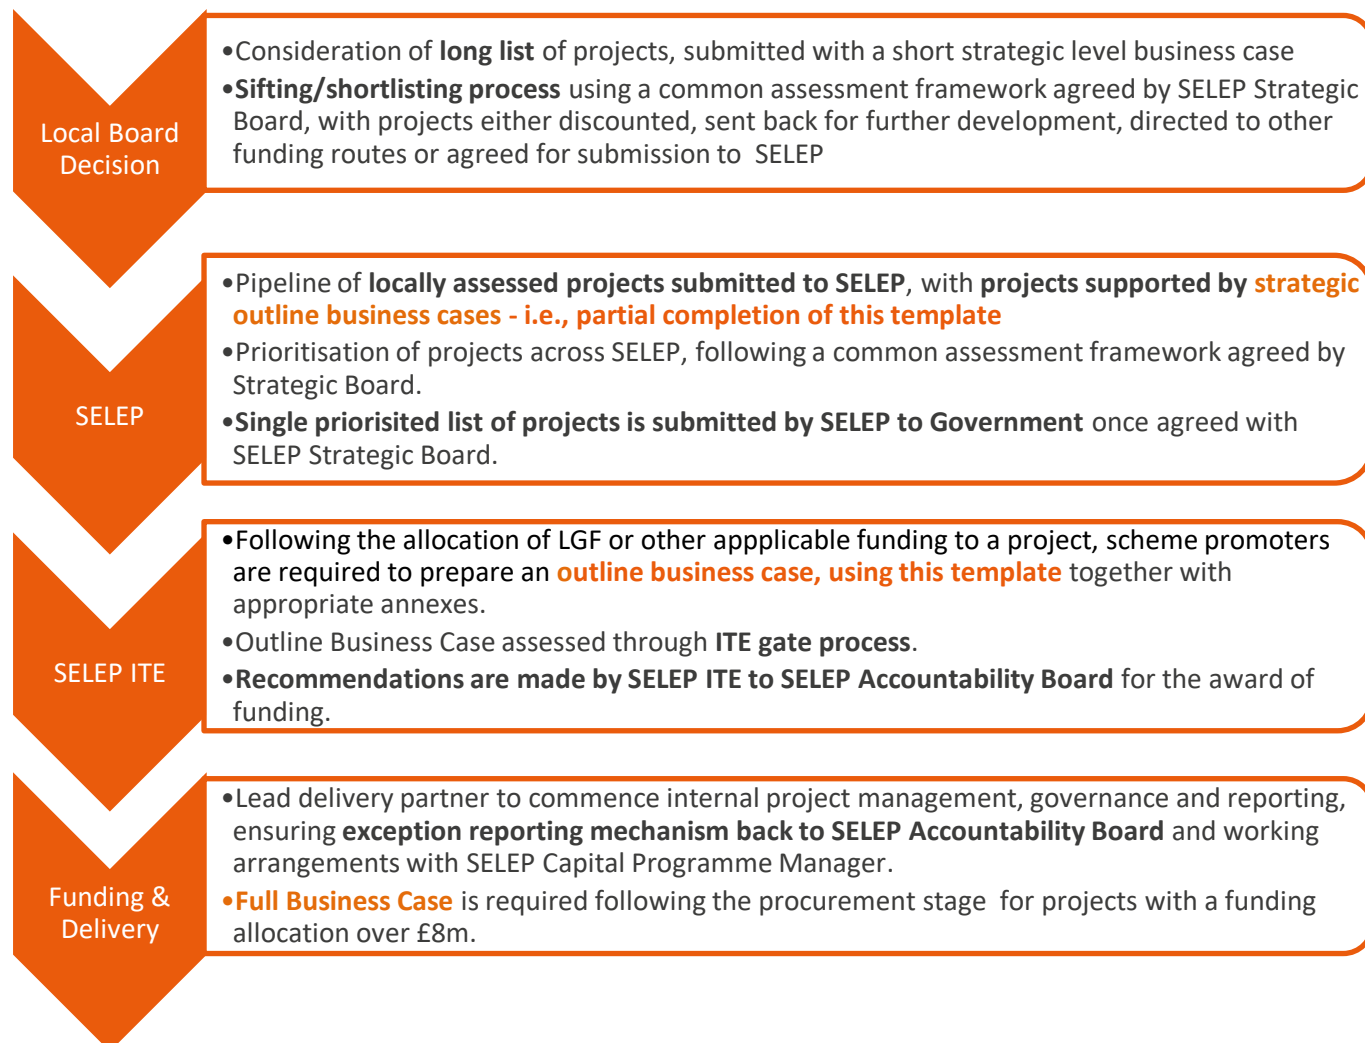 Local Board
Decision
•Consideration of long list of projects, submitted with a short strategic level business case
•Sifting/shortlisting process using a common assessment framework agreed by SELEP Strategic
Board, with projects either discounted, sent back for further development, directed to other
funding routes or agreed for submission to SELEP
SELEP
•Pipeline of locally assessed projects submitted to SELEP, with projects supported by strategic
outline business cases - i.e., partial completion of this template
•Prioritisation of projects across SELEP, following a common assessment framework agreed by
Strategic Board.
•Single priorisited list of projects is submitted by SELEP to Government once agreed with
SELEP Strategic Board.
SELEP ITE
•Following the allocation of LGF or other appplicable funding to a project, scheme promoters
are required to prepare an outline business case, using this template together with
appropriate annexes.
•Outline Business Case assessed through ITE gate process.
•Recommendations are made by SELEP ITE to SELEP Accountability Board for the award of
funding.
Funding &
Delivery
•Lead delivery partner to commence internal project management, governance and reporting,
ensuring exception reporting mechanism back to SELEP Accountability Board and working
arrangements with SELEP Capital Programme Manager.
•Full Business Case is required following the procurement stage for projects with a funding
allocation over £8m.